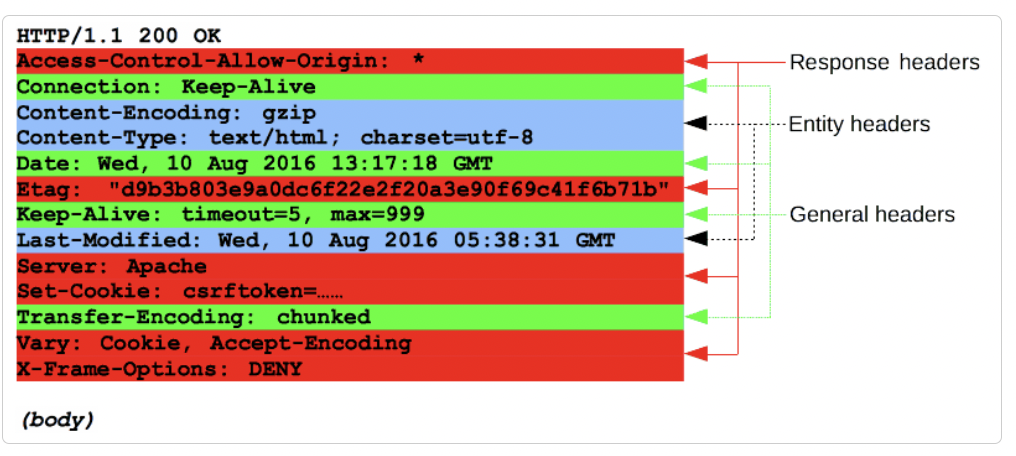 HTTP/1.1 200 OK
Access-Control-Allow-Origin: *
Connection: Keep-Alive
Content-Encoding: gzip
Content-Type: text/html; charset=utf-8
Date: Wed, 10 Aug 2016 13:17:18 GMT
Etag: "d9b3b803e9a0dc6f22e2f20a3e90f69c41f6b71b"
Keep-Alive: timeout=5, max=999
Last-Modified: Wed, 10 Aug 2016 05:38:31 GMT
Server: Apache
Set-Cookie: csrftoken=……
Transfer-Encoding: chunked
Vary: Cookie, Accept-Encoding
X-Frame-Options: DENY
(body)
Response headers
Entity headers
General headers